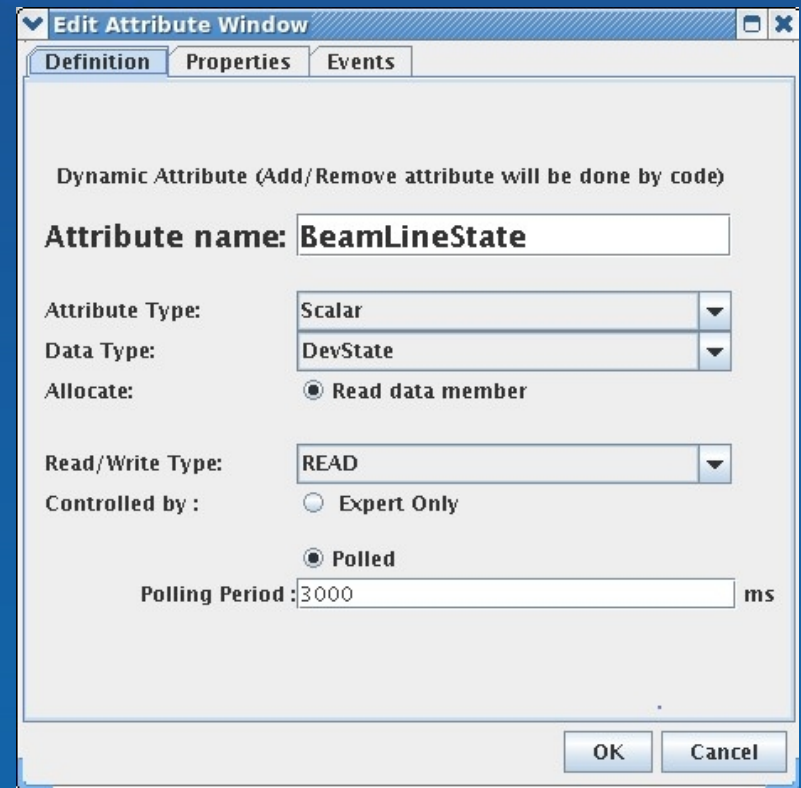 Edit Attribute Window
Definition Properties Events
Dynamic Attribute (Add/Remove attribute will be done by code)
Attribute name: BeamLineState
Attribute Type: Scalar
Data Type: DevState
Allocate: Read data member
Read/Write Type: READ
Controlled by : Expert Only
Polled
Polling Period : 3000 ms
OK Cancel